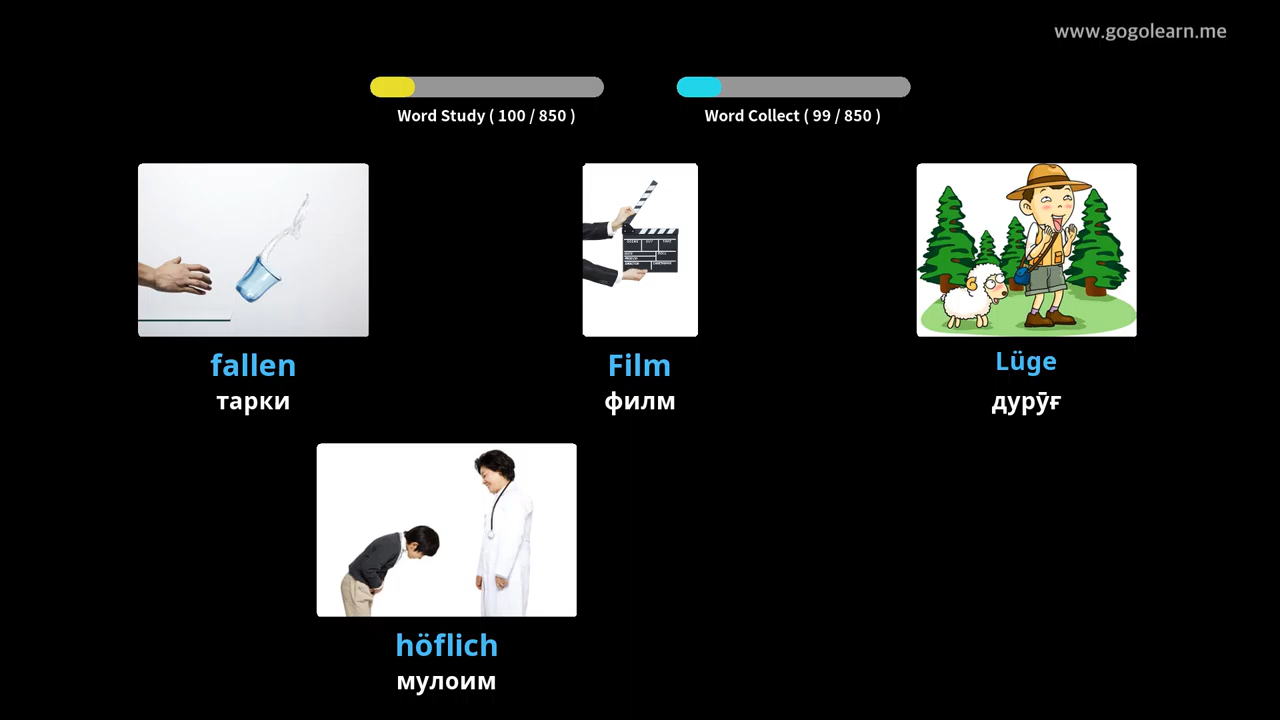 www.gogolearn.me
Word Study ( 100 / 850 )
Word Collect ( 99 / 850 )
fallen
тарки
Film
филм
Lüge
дурӯғ
höflich
мулоим